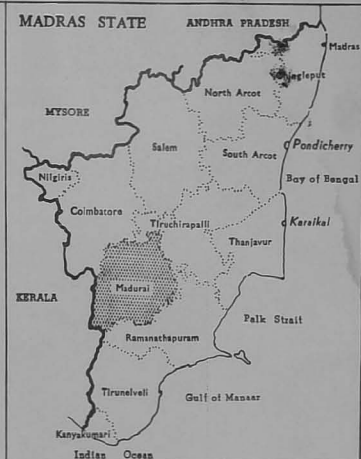 MADRAS STATE
ANDHRA PRADESH
Madras
Chingleput
North Arcot
MYSORE
Salem
South Arcot
Pondicherry
Nilgiris
Bay of Bengal
Coimbatore
Tiruchirapalli
Karaikal
Thanjavur
KERALA
Madurai
Palk Strait
Ramanathapuram
Tirunelveli
Gulf of Manaar
Kanyakumari
Indian Ocean